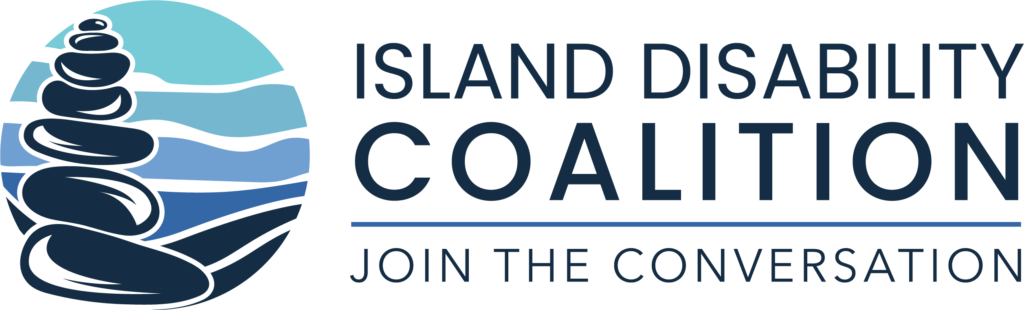 ISLAND DISABILITY
COALITION
JOIN THE CONVERSATION